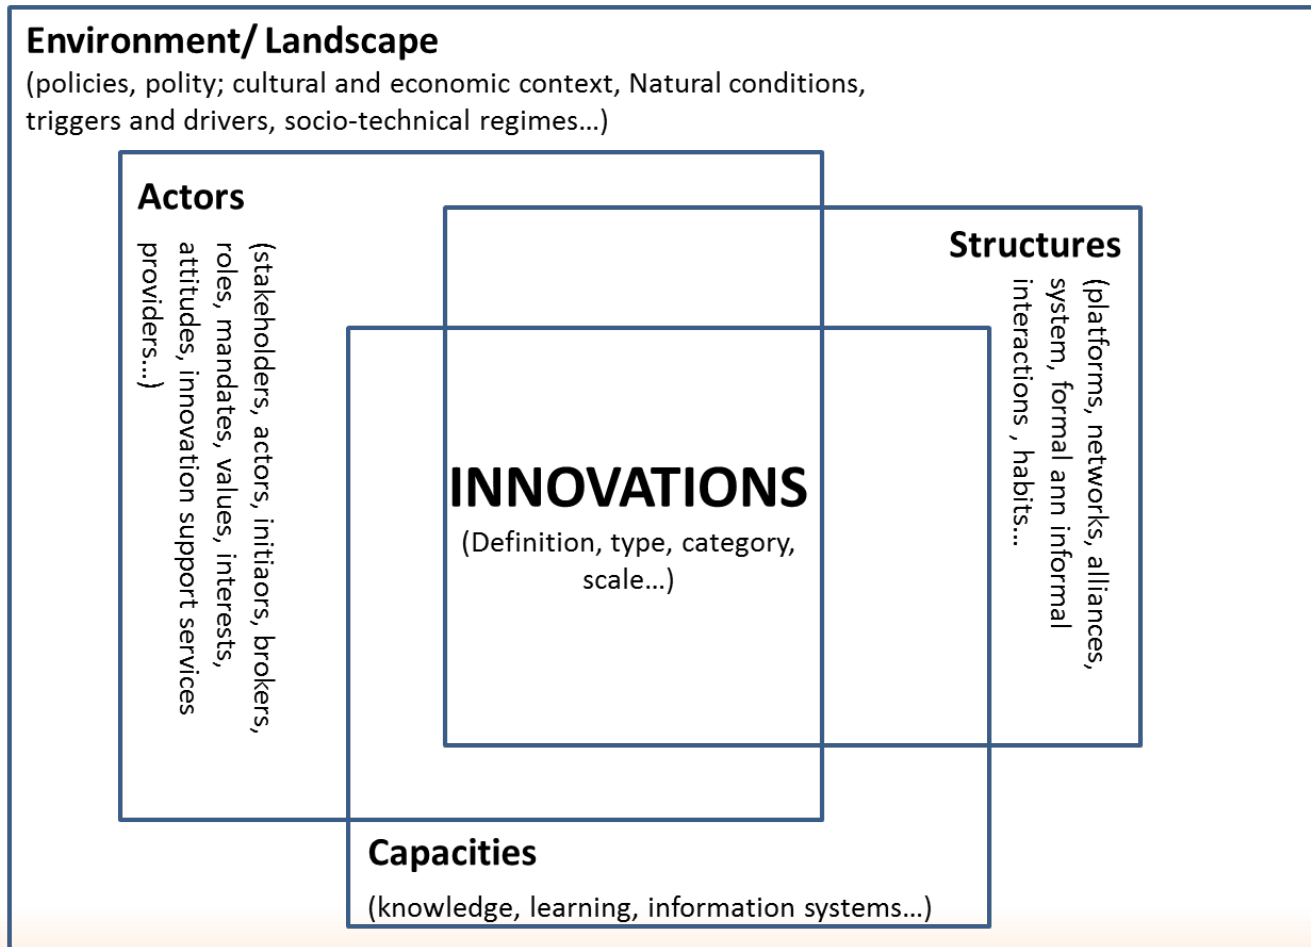 Environment/ Landscape
(policies, polity; cultural and economic context, Natural conditions,
triggers and drivers, socio-technical regimes...)
Actors
(stakeholders, actors, initiaors, brokers,
roles, mandates, values, interests,
attitudes, innovation support services
providers...)
Structures
(platforms, networks, alliances,
system, formal ann informal
interactions , habits...
INNOVATIONS
(Definition, type, category,
scale...)
Capacities
(knowledge, learning, information systems...)